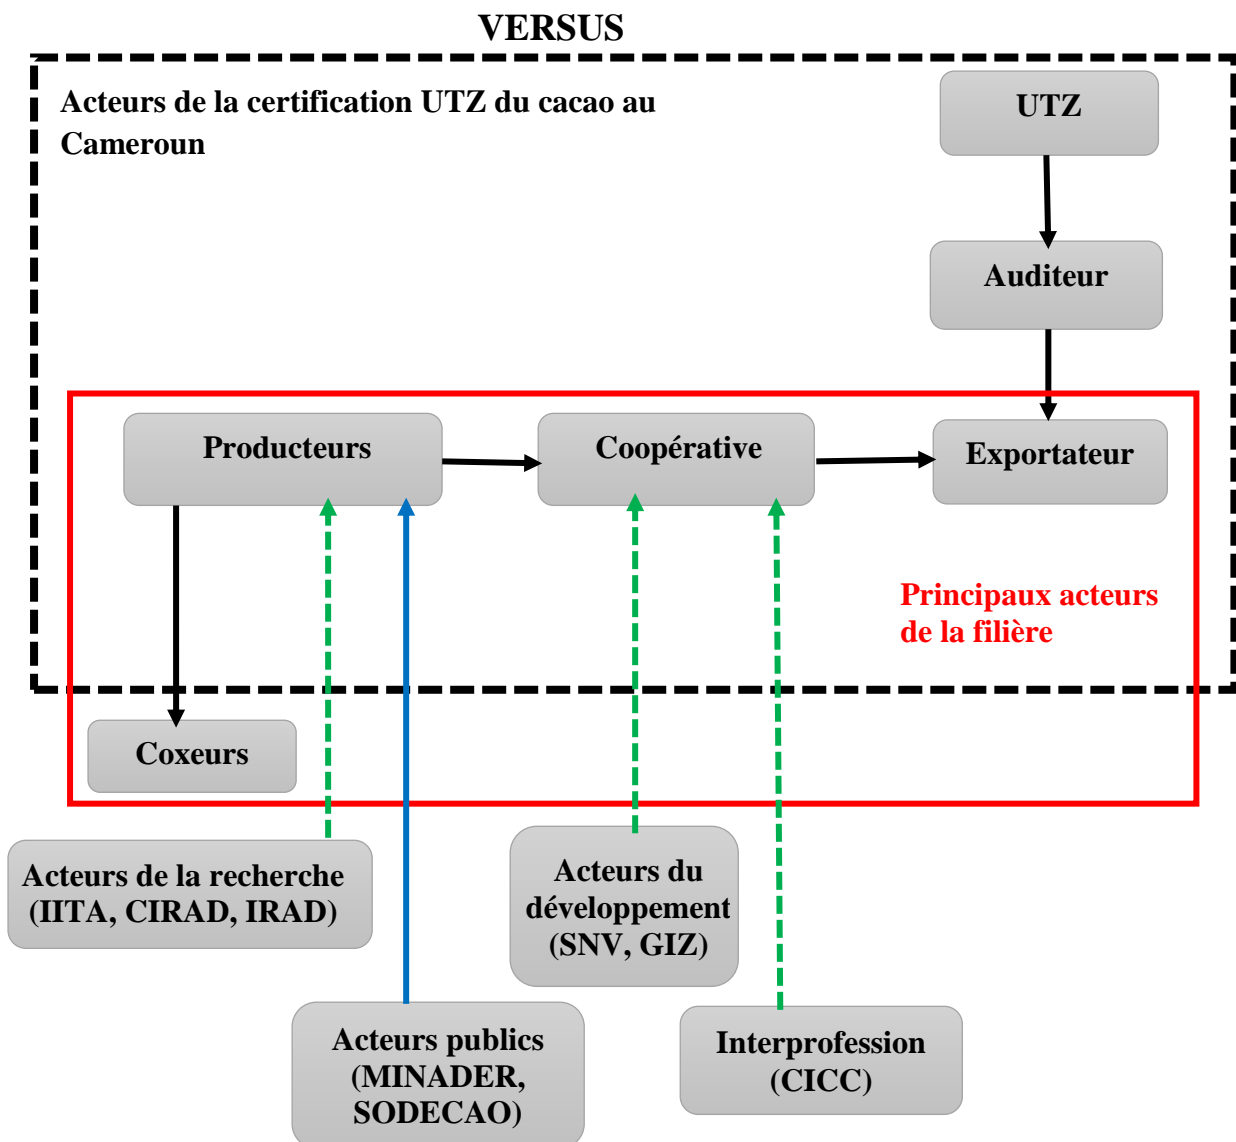 VERSUS
Acteurs de la certification UTZ du cacao au
Cameroun
UTZ
Auditeur
Producteurs
Coopérative
Exportateur
Principaux acteurs
de la filière
Coxeurs
Acteurs de la recherche
(IITA, CIRAD, IRAD)
Acteurs du
développement
(SNV, GIZ)
Acteurs publics
(MINADER,
SODECAO)
Interprofession
(CICC)